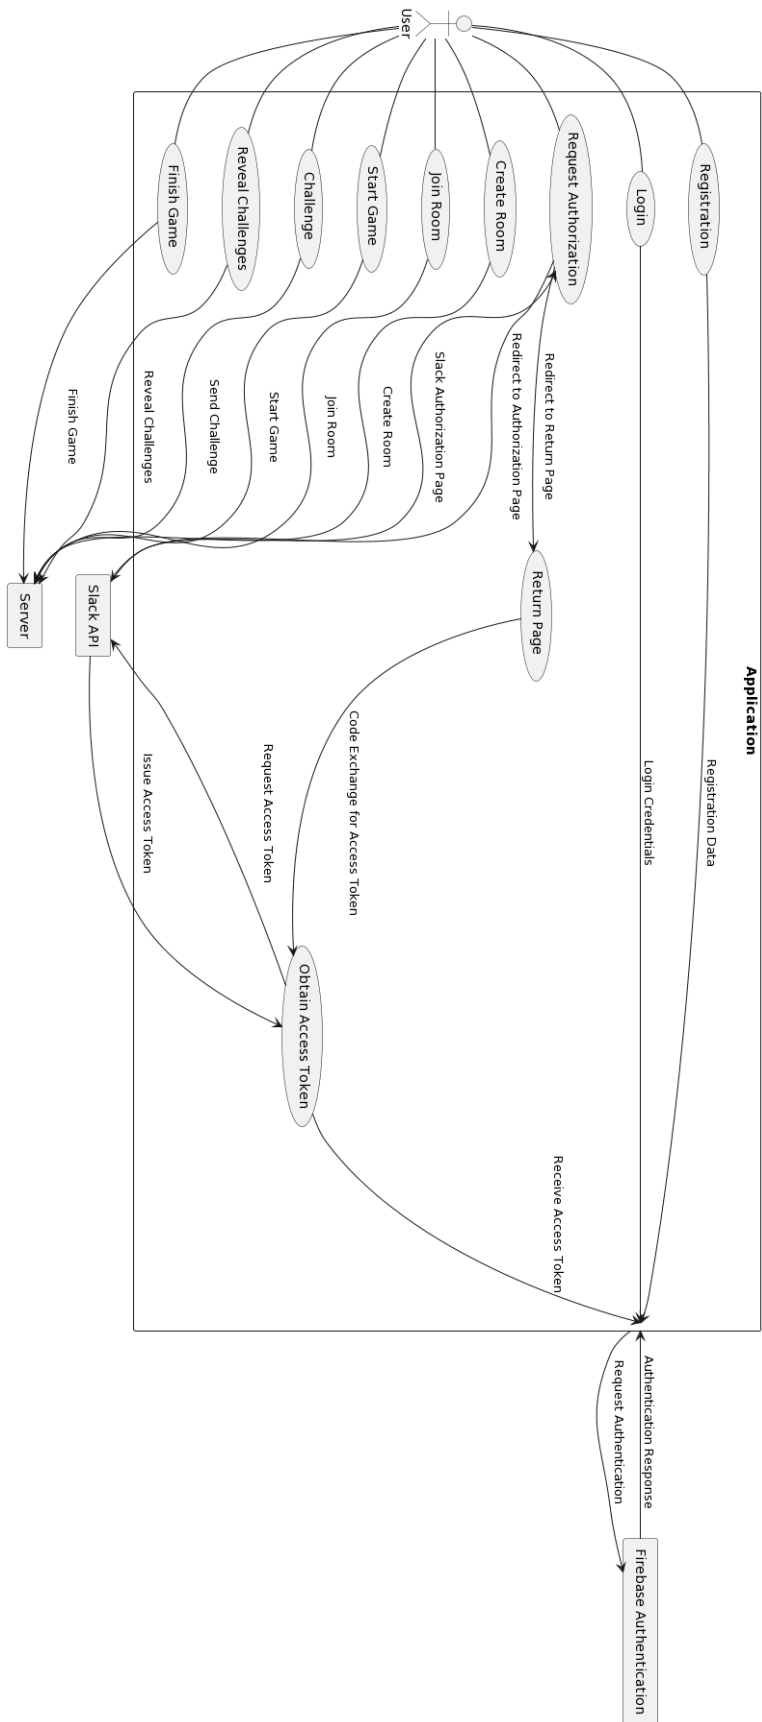 User
Application
Registration
Login
Request Authorization
Create Room
Join Room
Start Game
Challenge
Reveal Challenges
Finish Game
Redirect to Return Page
Redirect to Authorization Page
Slack Authorization Page
Create Room
Join Room
Start Game
Send Challenge
Reveal Challenges
Finish Game
Return Page
Slack API
Server
Registration Data
Login Credentials
Code Exchange for Access Token
Request Access Token
Issue Access Token
Obtain Access Token
Receive Access Token
Authentication Response
Request Authentication
Firebase Authentication